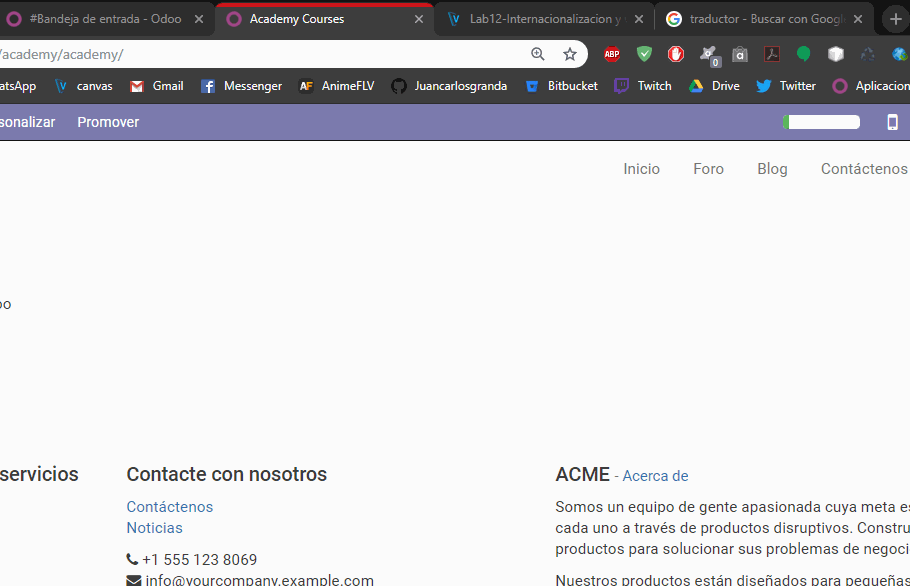 #Bandeja de entrada - Odoo
Academy Courses
Lab12-Internacionalizacion y
traductor - Buscar con Googl
/academy/academy/
ABP
0
a
atsApp
canvas
Gmail
Messenger
AF AnimeFLV
Juancarlosgranda
Bitbucket
Twitch
Drive
Twitter
Aplicacion
sonalizar
Promover
Inicio
Foro
Blog
Contáctenos
po
servicios
Contacte con nosotros
Contáctenos
Noticias
+1 555 123 8069
info@yourcompany.example.com
ACME - Acerca de
Somos un equipo de gente apasionada cuya meta es
cada uno a través de productos disruptivos. Constru
productos para solucionar sus problemas de negoci
Nuestros productos están diseñados para pequeñas